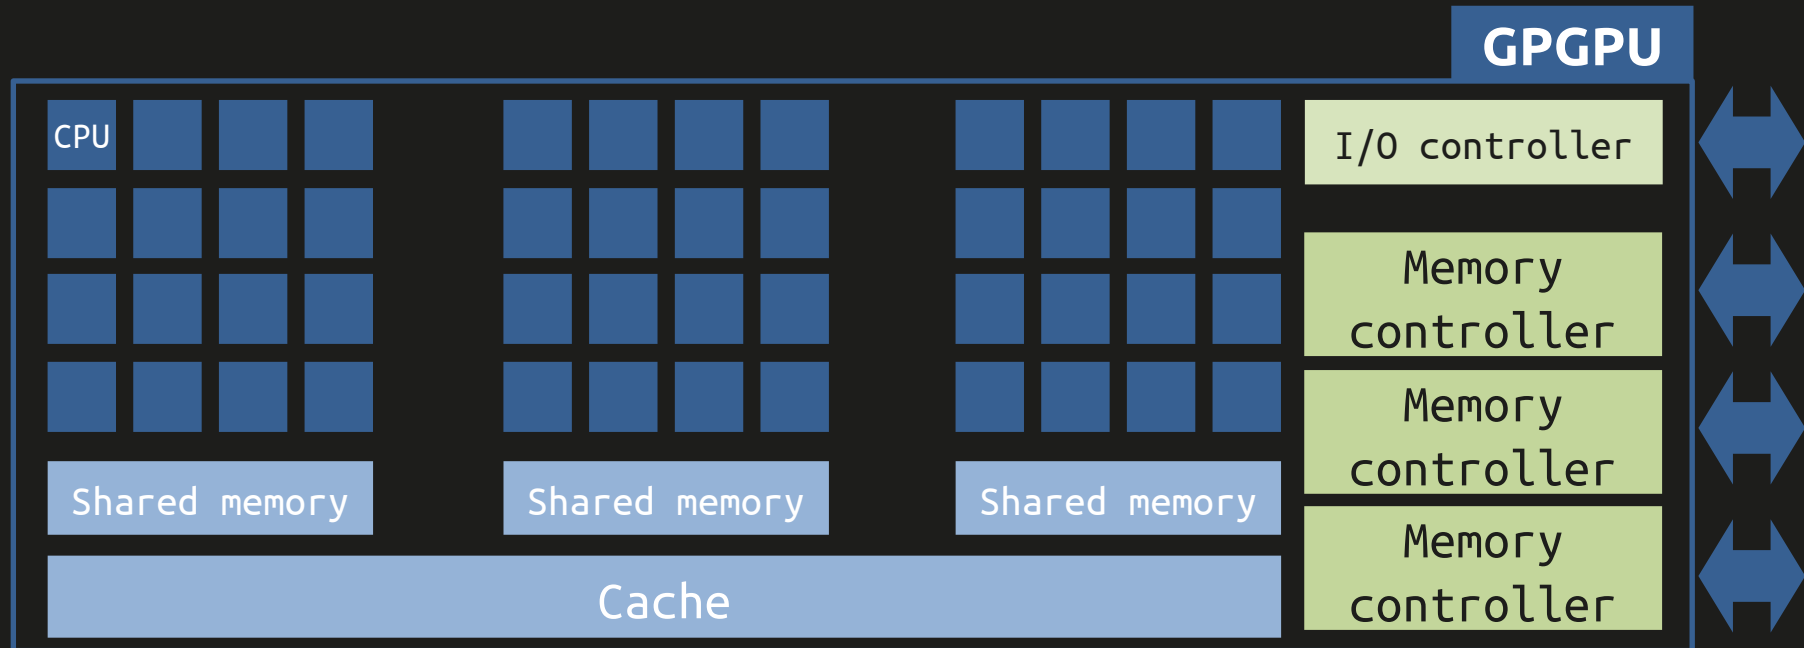 GPGPU
CPU
I/O controller
Memory
controller
Memory
controller
Memory
controller
Shared memory
Shared memory
Shared memory
Cache